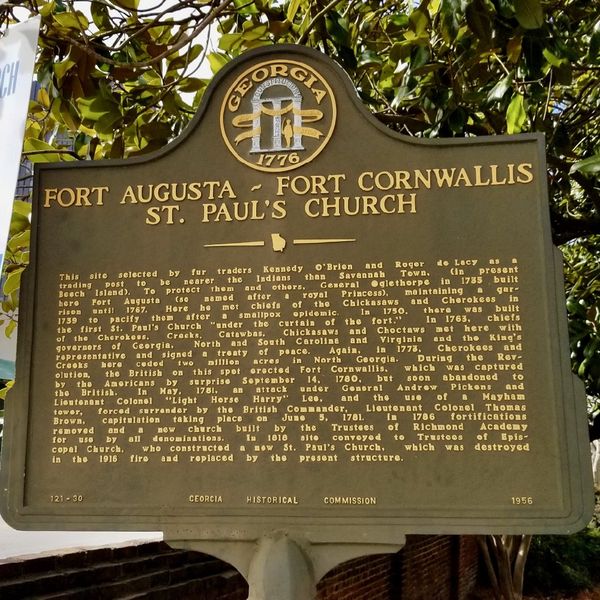 CH
GEORGIA
1776
FORT AUGUSTA ~ FORT CORNWALLIS
ST. PAUL'S CHURCH
This site selected by fur traders Kennedy O'Brien and Roger de Lacy as a
trading post to be nearer the Indians than Savannah Town, (in present
Beech Island). To protect them and others, General Oglethorpe in 1735 built
here Fort Augusta (so named after a royal Princess), maintaining a gar-
rison until 1767. Here he met chiefs of the Chickasaws and Cherokees in
1739 to pacify them after a smallpox epidemic. In 1750, there was built
the first St. Paul's Church "under the curtain of the fort." In 1763, chiefs
of the Cherokees, Creeks, Catawbas, Chickasaws and Choctaws met here with
governors of Georgia, North and South Carolina and Virginia and the King's
representative and signed a treaty of peace. Again, in 1773, Cherokees and
Creeks here ceded two million acres in North Georgia. During the Rev-
olution, the British on this spot erected Fort Cornwallis, which was captured
by the Americans by surprise September 14, 1780, but soon abandoned to
the British. In May, 1781, an attack under General Andrew Pickens and
Lieutenant Colonel "Light Horse Harry" Lee, and the use of a Mayham
tower, forced surrender by the British Commander, Lieutenant Colonel Thomas
Brown, capitulation taking place on June 5, 1781. In 1786 fortifications
removed and a new church built by the Trustees of Richmond Academy
for use by all denominations. In 1818 site conveyed to Trustees of Epis-
copal Church, who constructed a new St. Paul's Church, which was destroyed
in the 1916 fire and replaced by the present structure.
121-30 GEORGIA HISTORICAL COMMISSION 1956